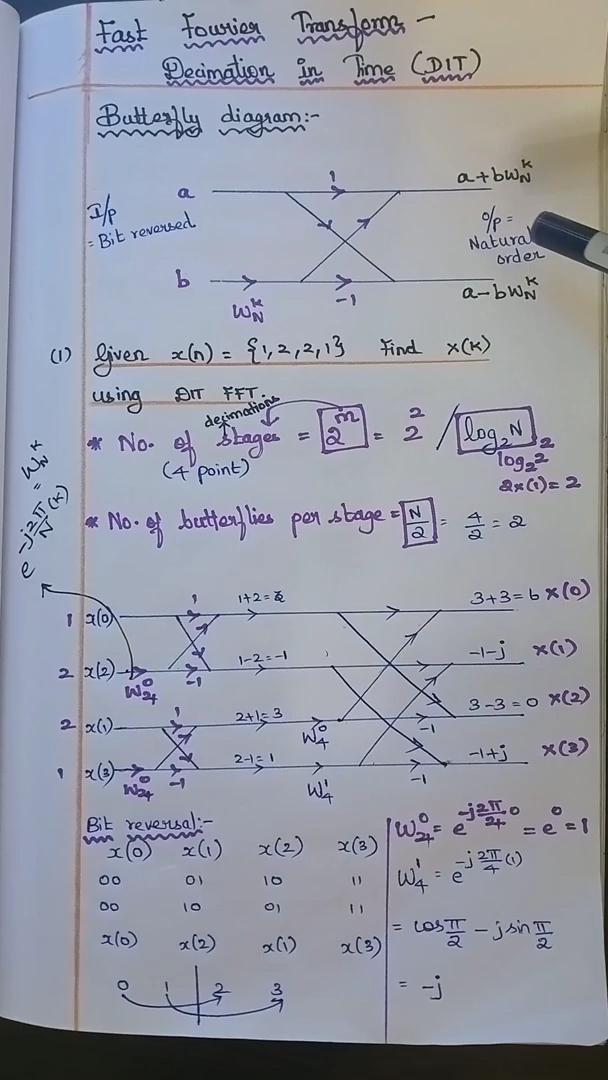 Fast Fourier Transform -
Decimation in Time (DIT)
Butterfly diagram:-
a 1 a+bW_N^k
I/p = Bit reversed
o/p = Natural order
b W_N^k -1 a-bW_N^k
(1) Given x(n) = {1,2,2,1} Find X(K)
using DIT FFT.
decimations
* No. of stages = 2^m = 2^2 / log_2 N
(4 point) log_2 2^2
2x(1)=2
* No. of butterflies per stage = N/2 = 4/2 = 2
e^{-j2π/N (k)} = W_N^k
1 x(0) 1 1+2=3 3+3=6 X(0)
2 x(2) W_4^0 -1 1-2=-1 -1-j X(1)
2 x(1) 1 2+1=3 W_4^0 -1 3-3=0 X(2)
1 x(3) W_4^0 -1 2-1=1 W_4^1 -1 -1+j X(3)
Bit reversal:-
x(0) x(1) x(2) x(3)
00 01 10 11
00 10 01 11
x(0) x(2) x(1) x(3)
0 1 2 3
W_4^0 = e^{-j2π/4 0} = e^0 = 1
W_4^1 = e^{-j 2π/4 (1)}
= cos π/2 - j sin π/2
= -j